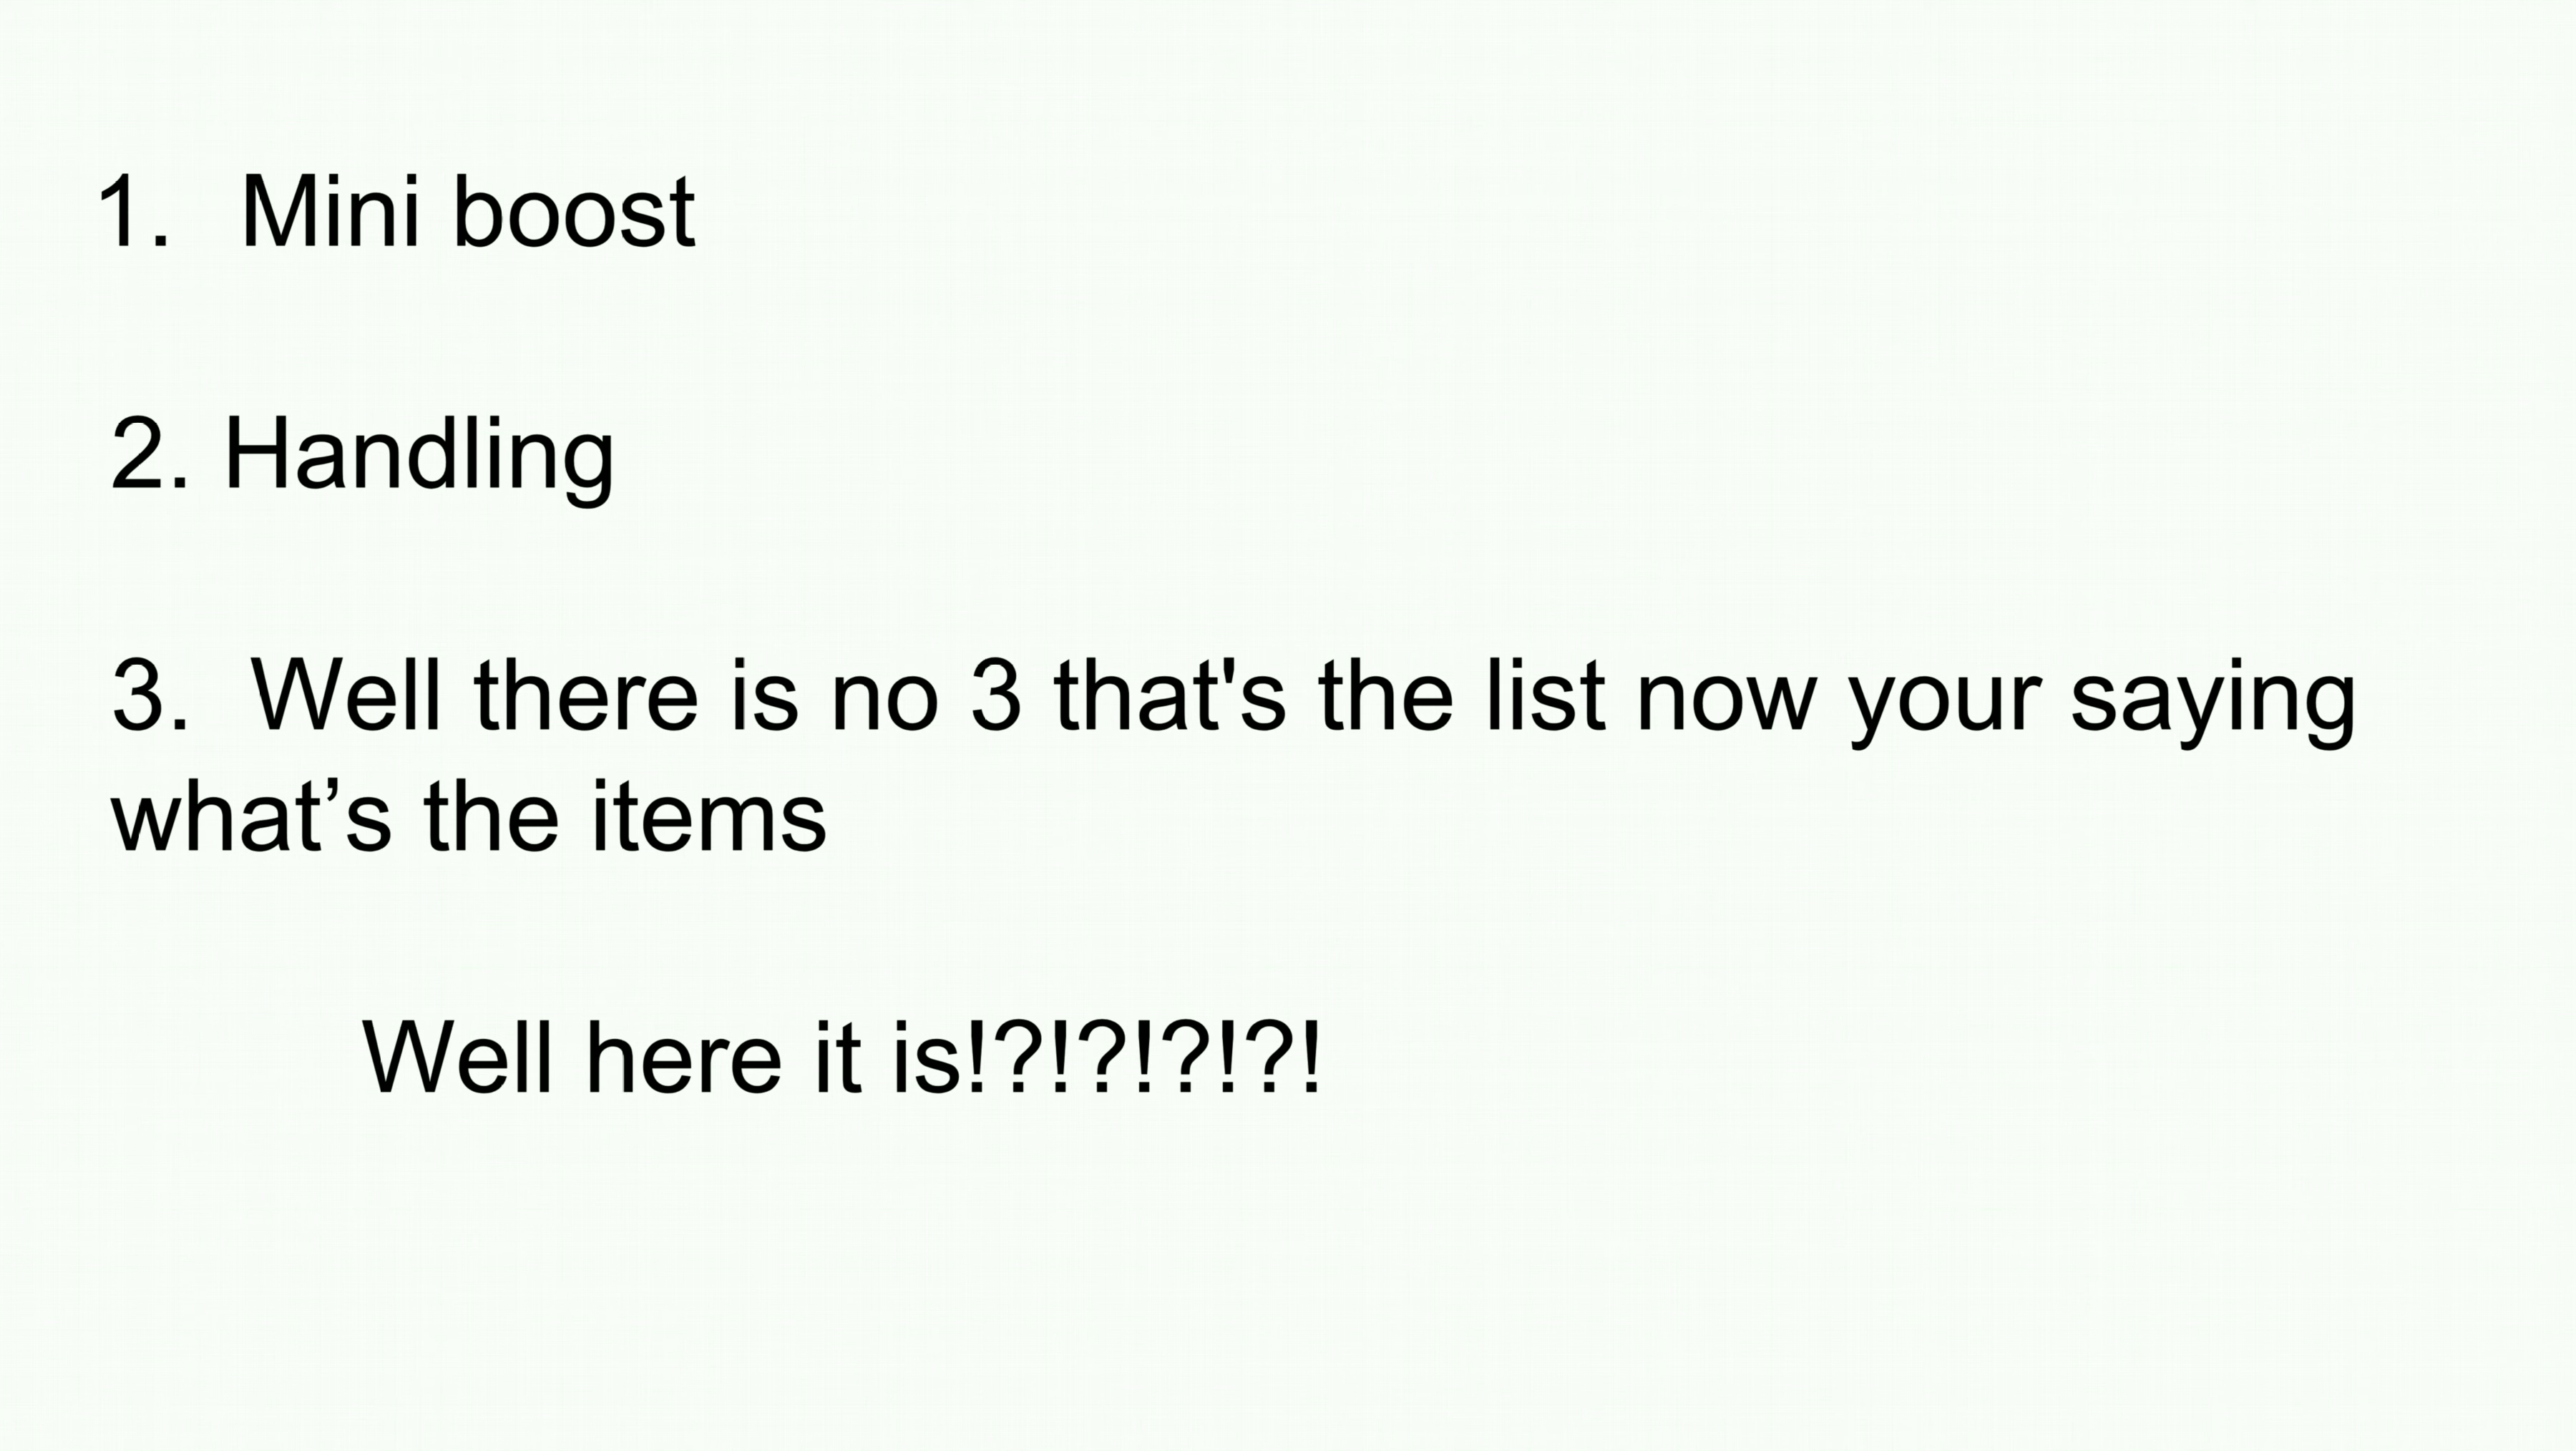 1. Mini boost
2. Handling
3. Well there is no 3 that's the list now your saying
what’s the items
Well here it is!?!?!?!?!